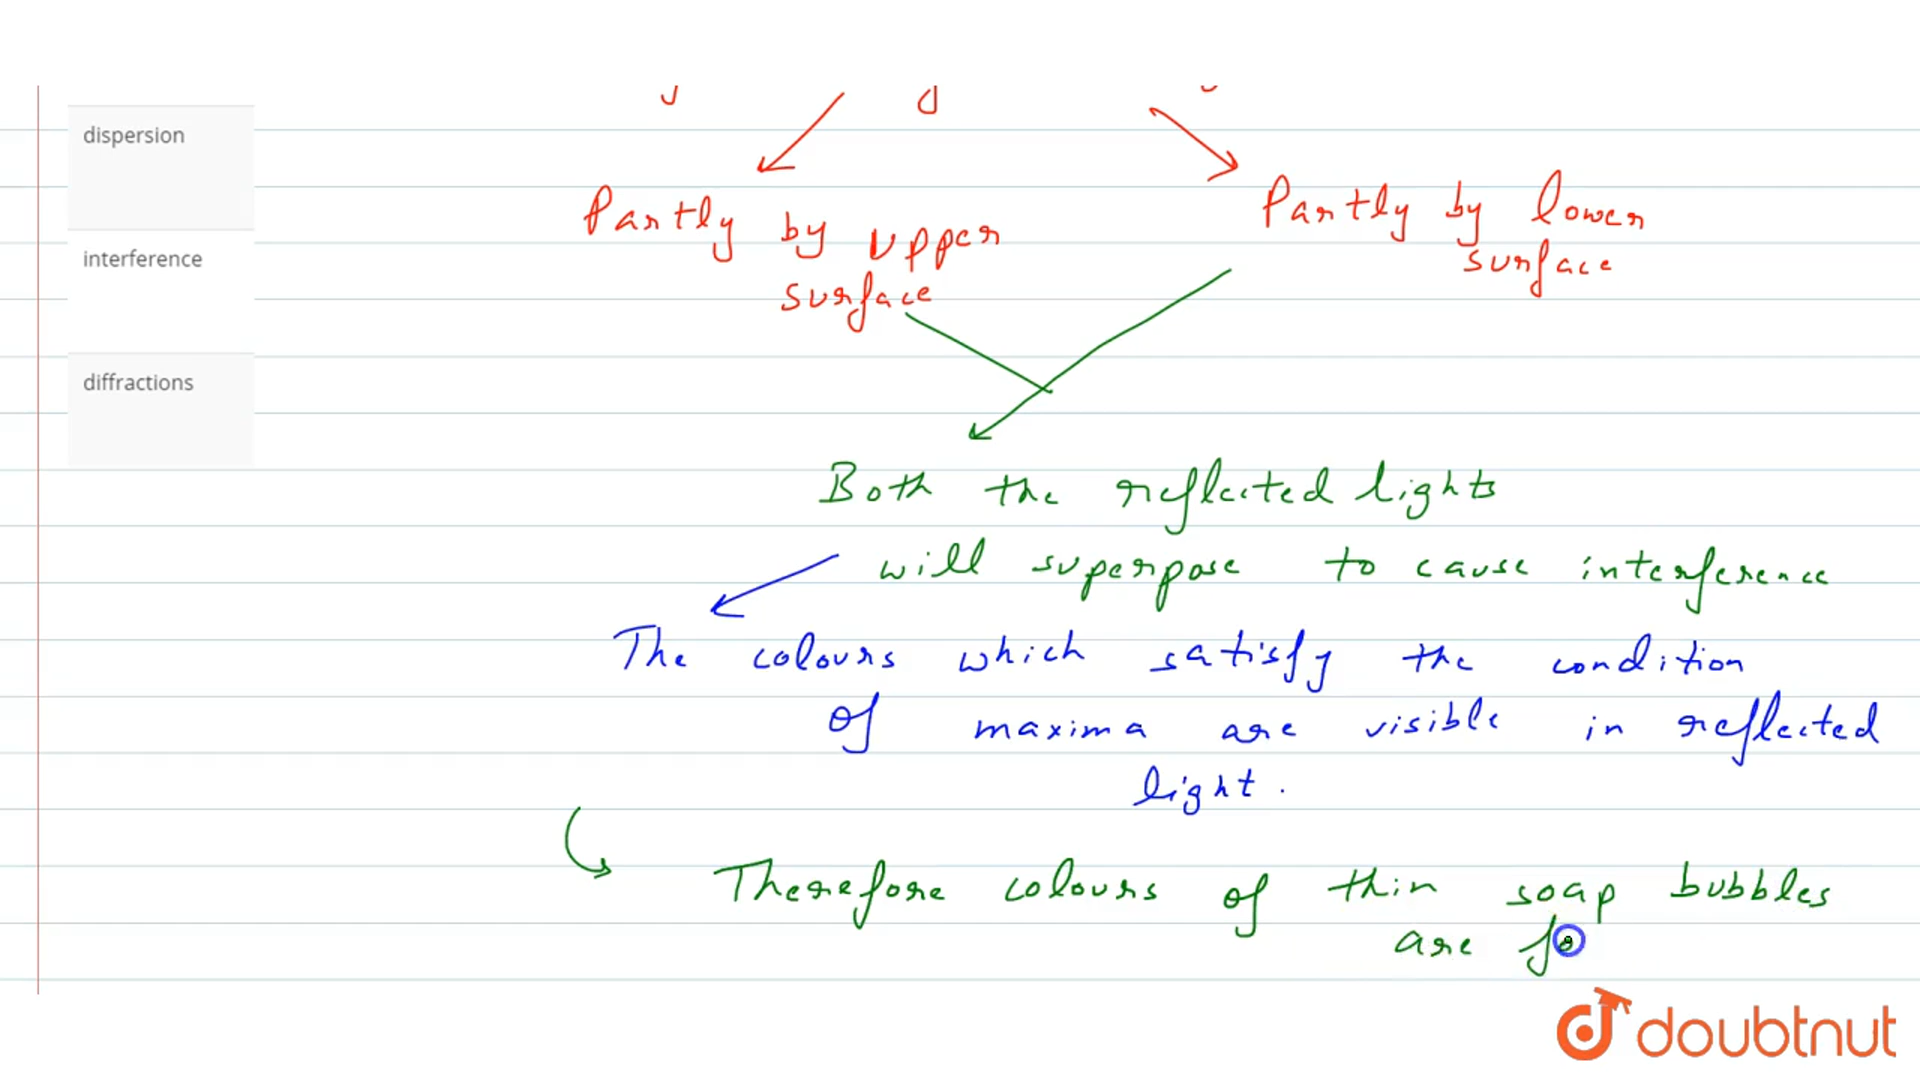 dispersion
interference
diffractions
Partly by upper
surface
Partly by lower
surface
Both the reflected lights
will superpose to cause interference
The colours which satisfy the condition
of maxima are visible in reflected
light.
Therefore colours of thin soap bubbles
are fo
doubtnut